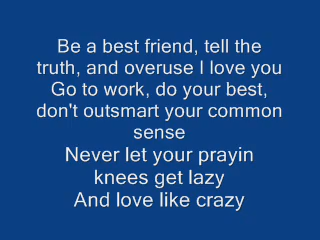 Be a best friend, tell the
truth, and overuse I love you
Go to work, do your best,
don't outsmart your common
sense
Never let your prayin
knees get lazy
And love like crazy